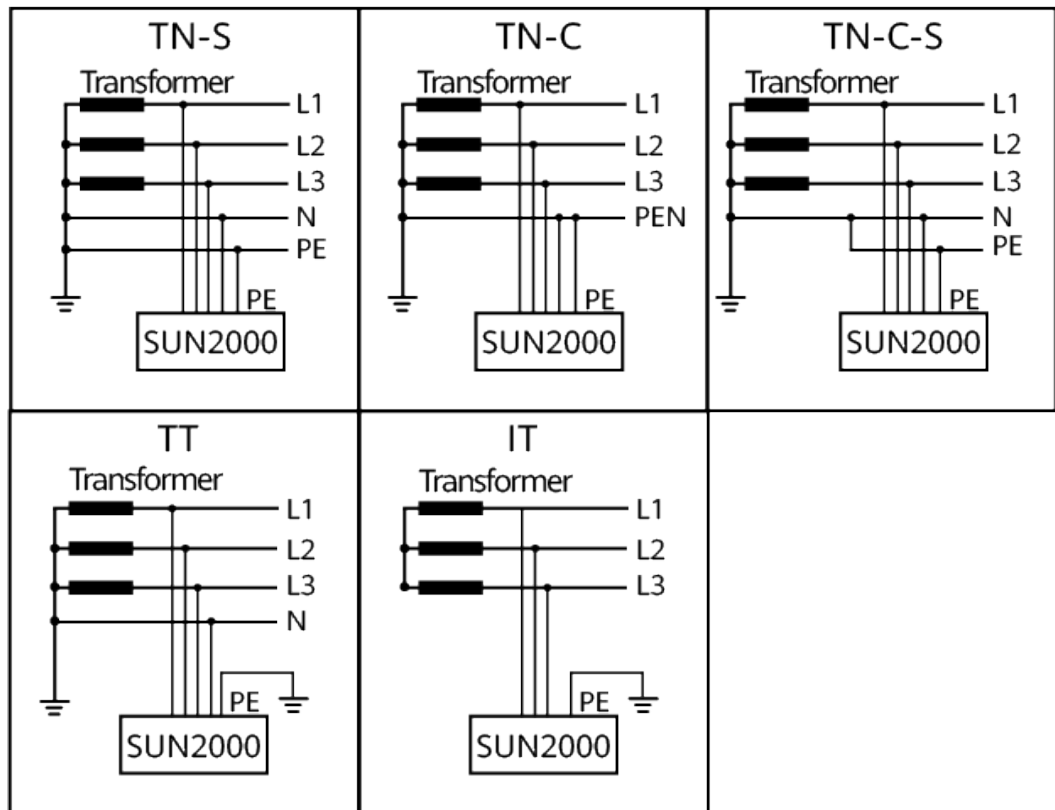 TN-S
Transformer
L1
L2
L3
N
PE
PE
SUN2000
TN-C
Transformer
L1
L2
L3
PEN
PE
SUN2000
TN-C-S
Transformer
L1
L2
L3
N
PE
PE
SUN2000
TT
Transformer
L1
L2
L3
N
PE
SUN2000
IT
Transformer
L1
L2
L3
PE
SUN2000